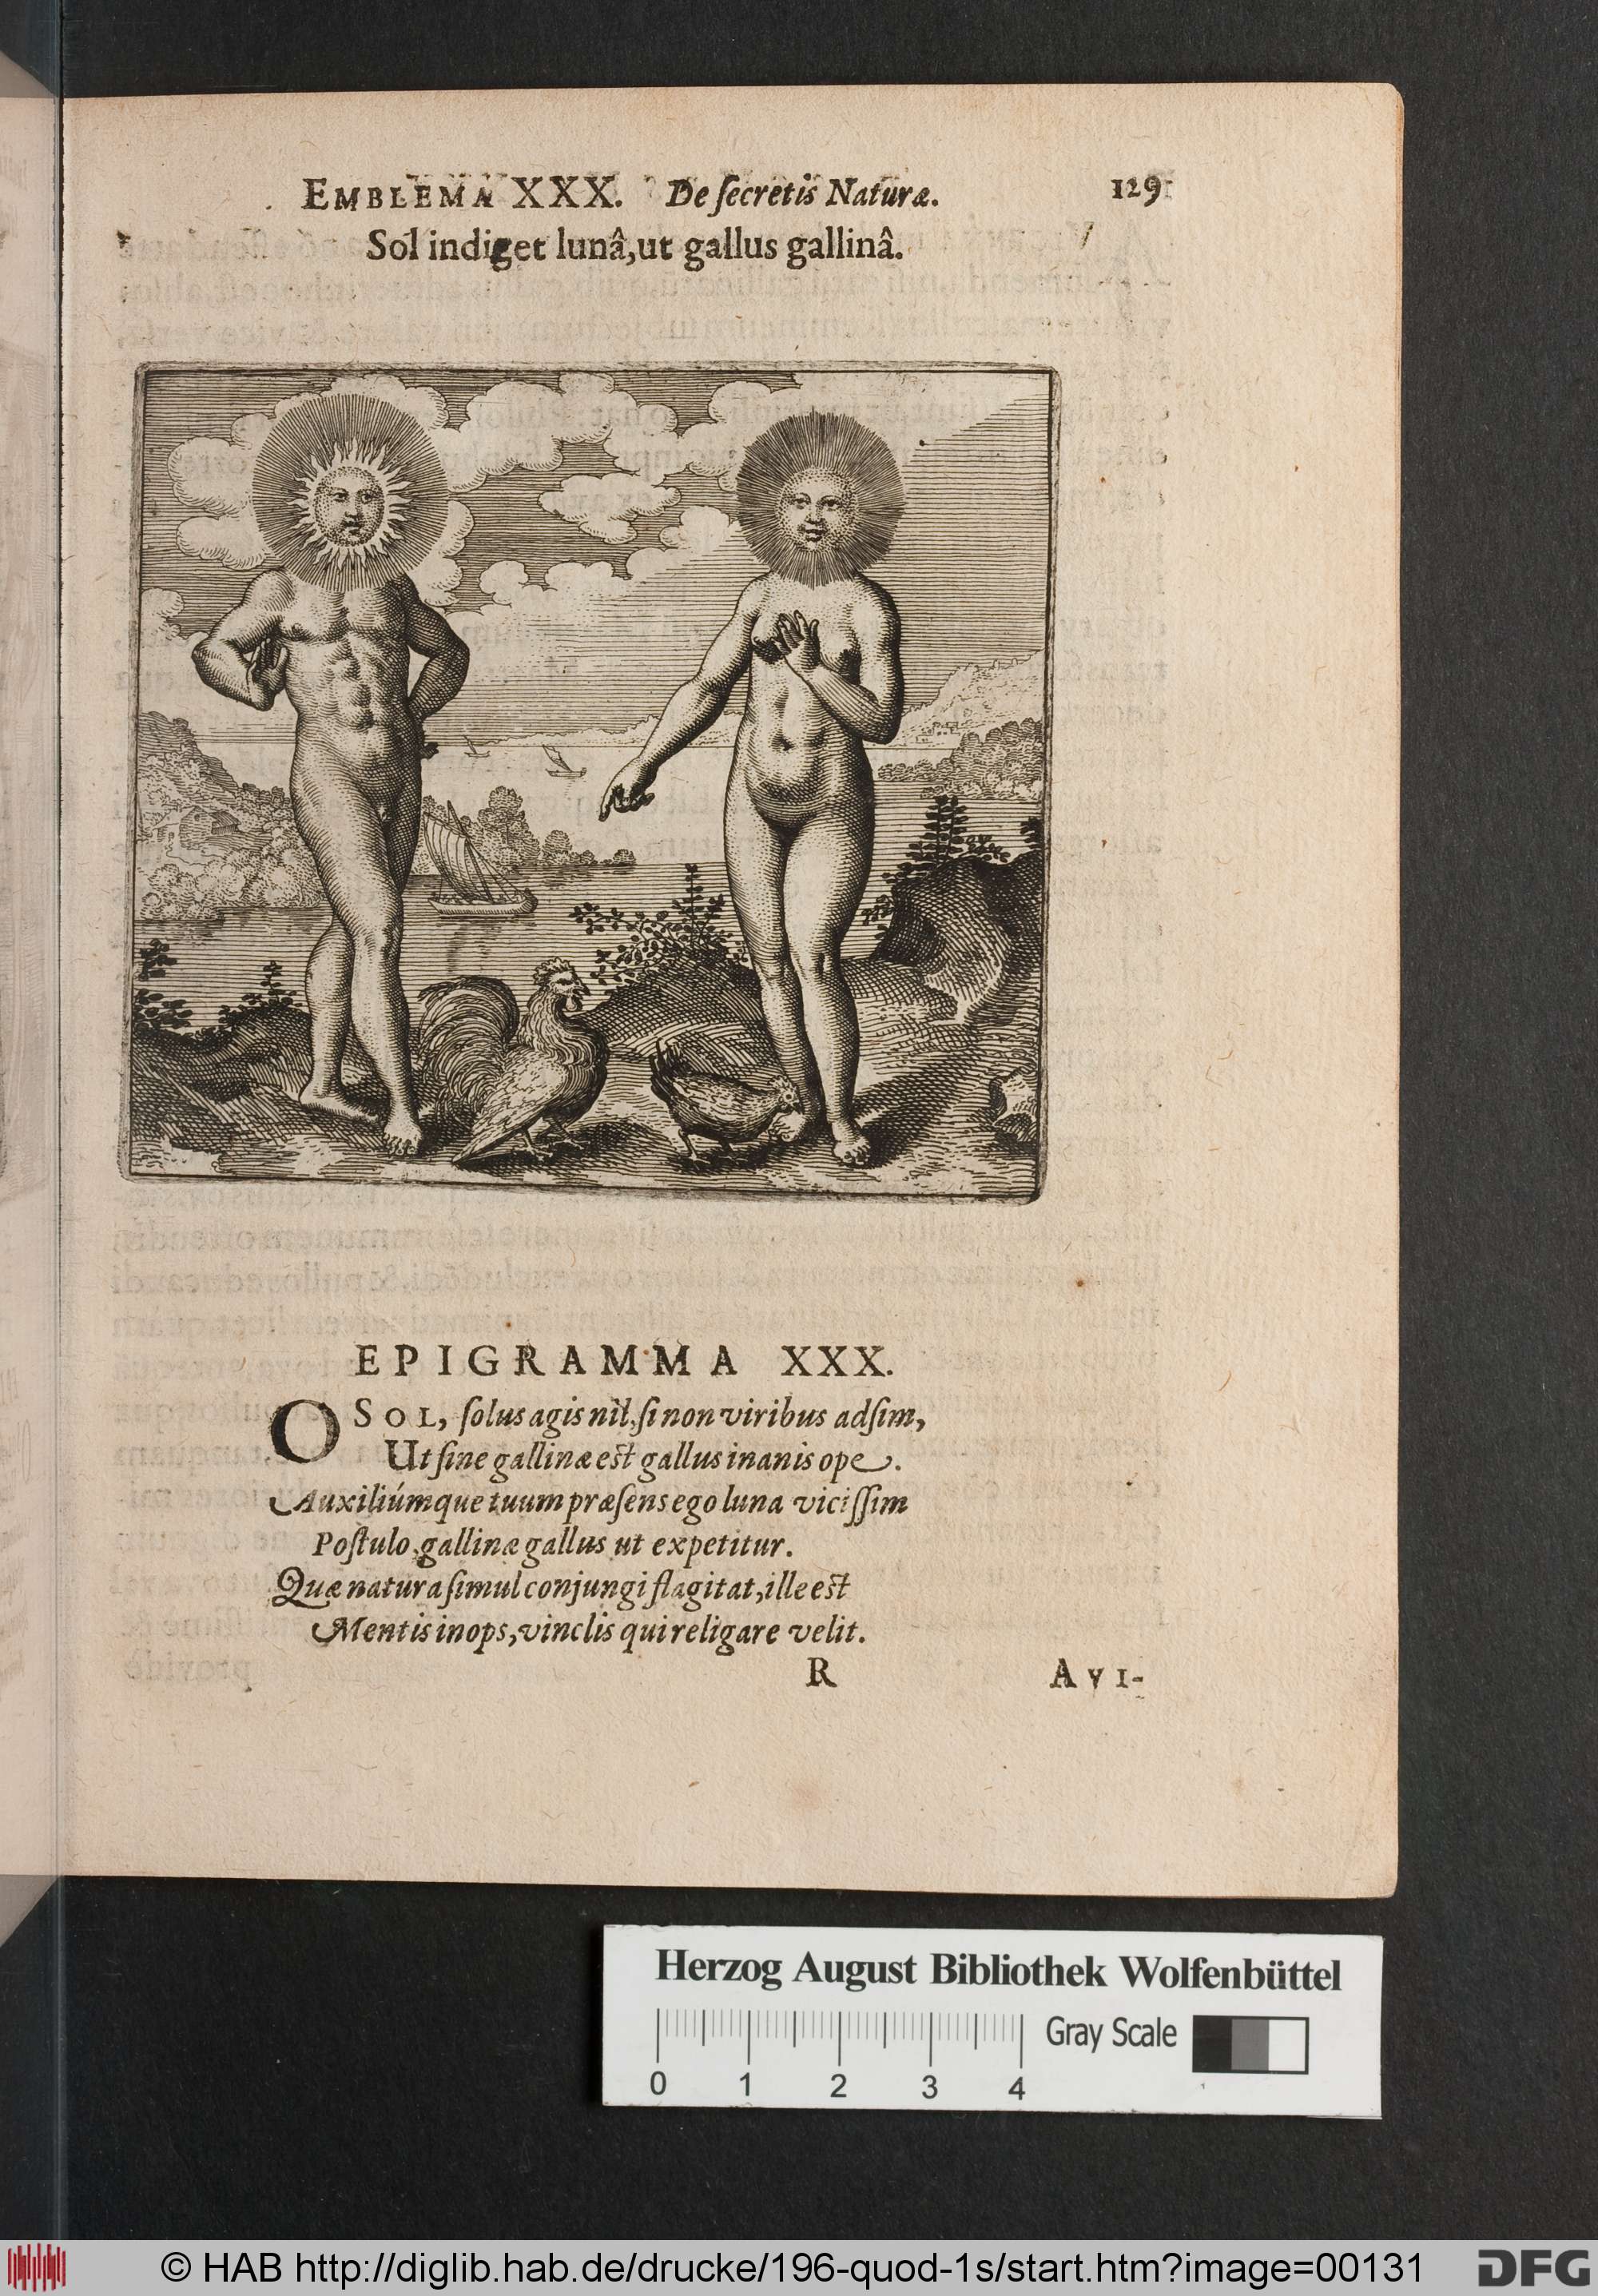 EMBLEMA XXX. De ſecretis Naturæ. 129
Sol indiget lunâ, ut gallus gallinâ.
EPIGRAMMA XXX.
O SOL, ſolus agis nil, ſi non viribus adſim,
Ut ſine gallinæ eſt gallus inanis ope.
Auxiliúmque tuum præſens ego luna viciſſim
Poſtulo, gallinæ gallus ut expetitur.
Quæ natura ſimul conjungi flagitat, ille eſt
Mentis inops, vinclis qui religare velit.
R AVI-
Herzog August Bibliothek Wolfenbüttel
Gray Scale
0 1 2 3 4
© HAB http://diglib.hab.de/drucke/196-quod-1s/start.htm?image=00131
DFG